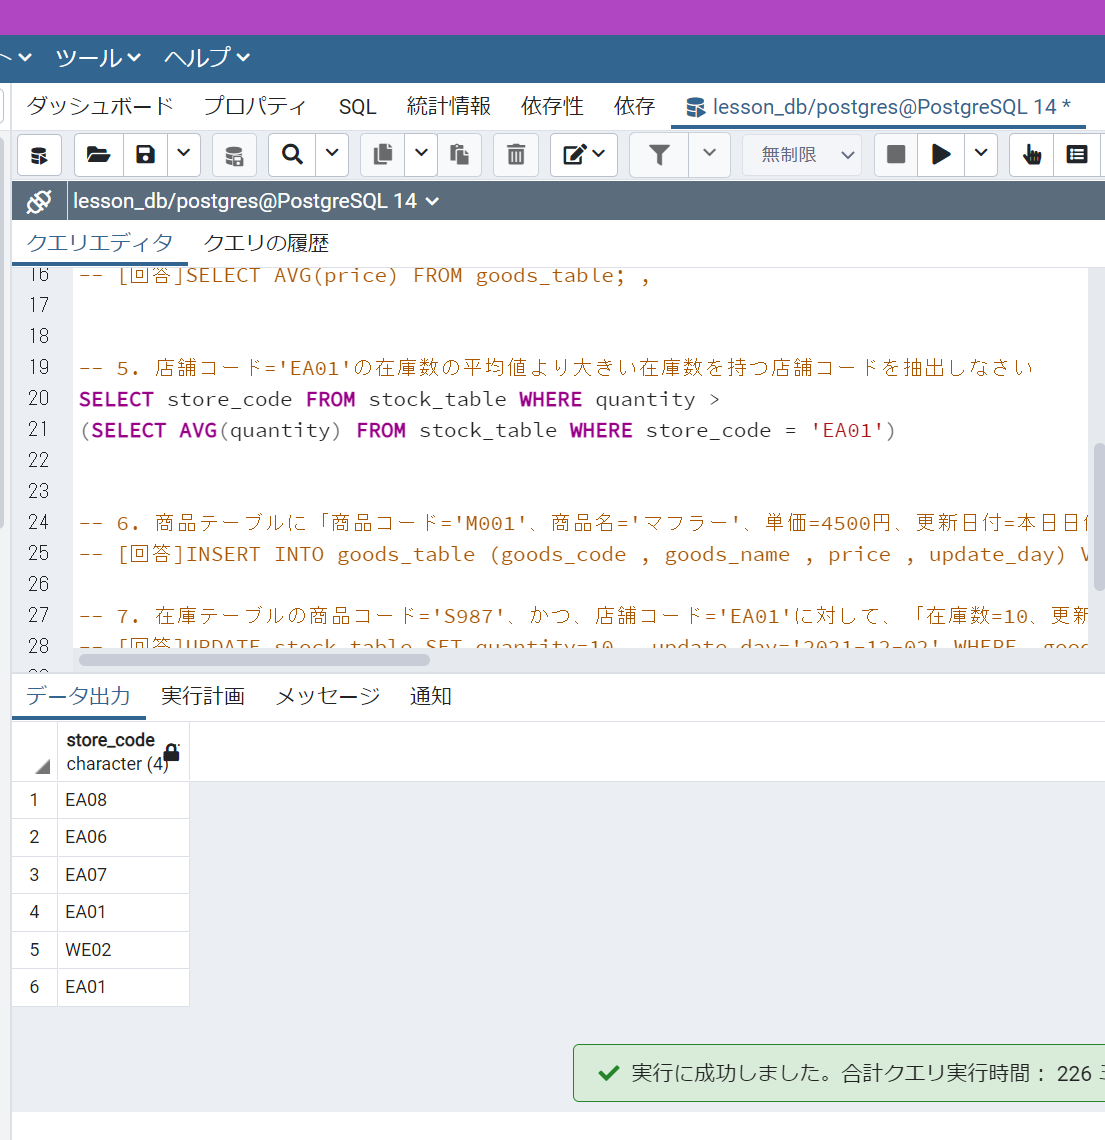 ツール ヘルプ
ダッシュボード プロパティ SQL 統計情報 依存性 依存 lesson_db/postgres@PostgreSQL 14 *
無制限
lesson_db/postgres@PostgreSQL 14
クエリエディタ クエリの履歴
16 -- [回答]SELECT AVG(price) FROM goods_table; ,
17
18
19 -- 5. 店舗コード='EA01'の在庫数の平均値より大きい在庫数を持つ店舗コードを抽出しなさい
20 SELECT store_code FROM stock_table WHERE quantity >
21 (SELECT AVG(quantity) FROM stock_table WHERE store_code = 'EA01')
22
23
24 -- 6. 商品テーブルに「商品コード='M001'、商品名='マフラー'、単価=4500円、更新日付=本日日
25 -- [回答]INSERT INTO goods_table (goods_code , goods_name , price , update_day) V
26
27 -- 7. 在庫テーブルの商品コード='S987'、かつ、店舗コード='EA01'に対して、「在庫数=10、更新
28 -- [回答]UPDATE stock_table SET quantity=10 , update_day='2021-12-02' WHERE goo
データ出力 実行計画 メッセージ 通知
store_code
character (4)
1 EA08
2 EA06
3 EA07
4 EA01
5 WE02
6 EA01
実行に成功しました。合計クエリ実行時間： 226